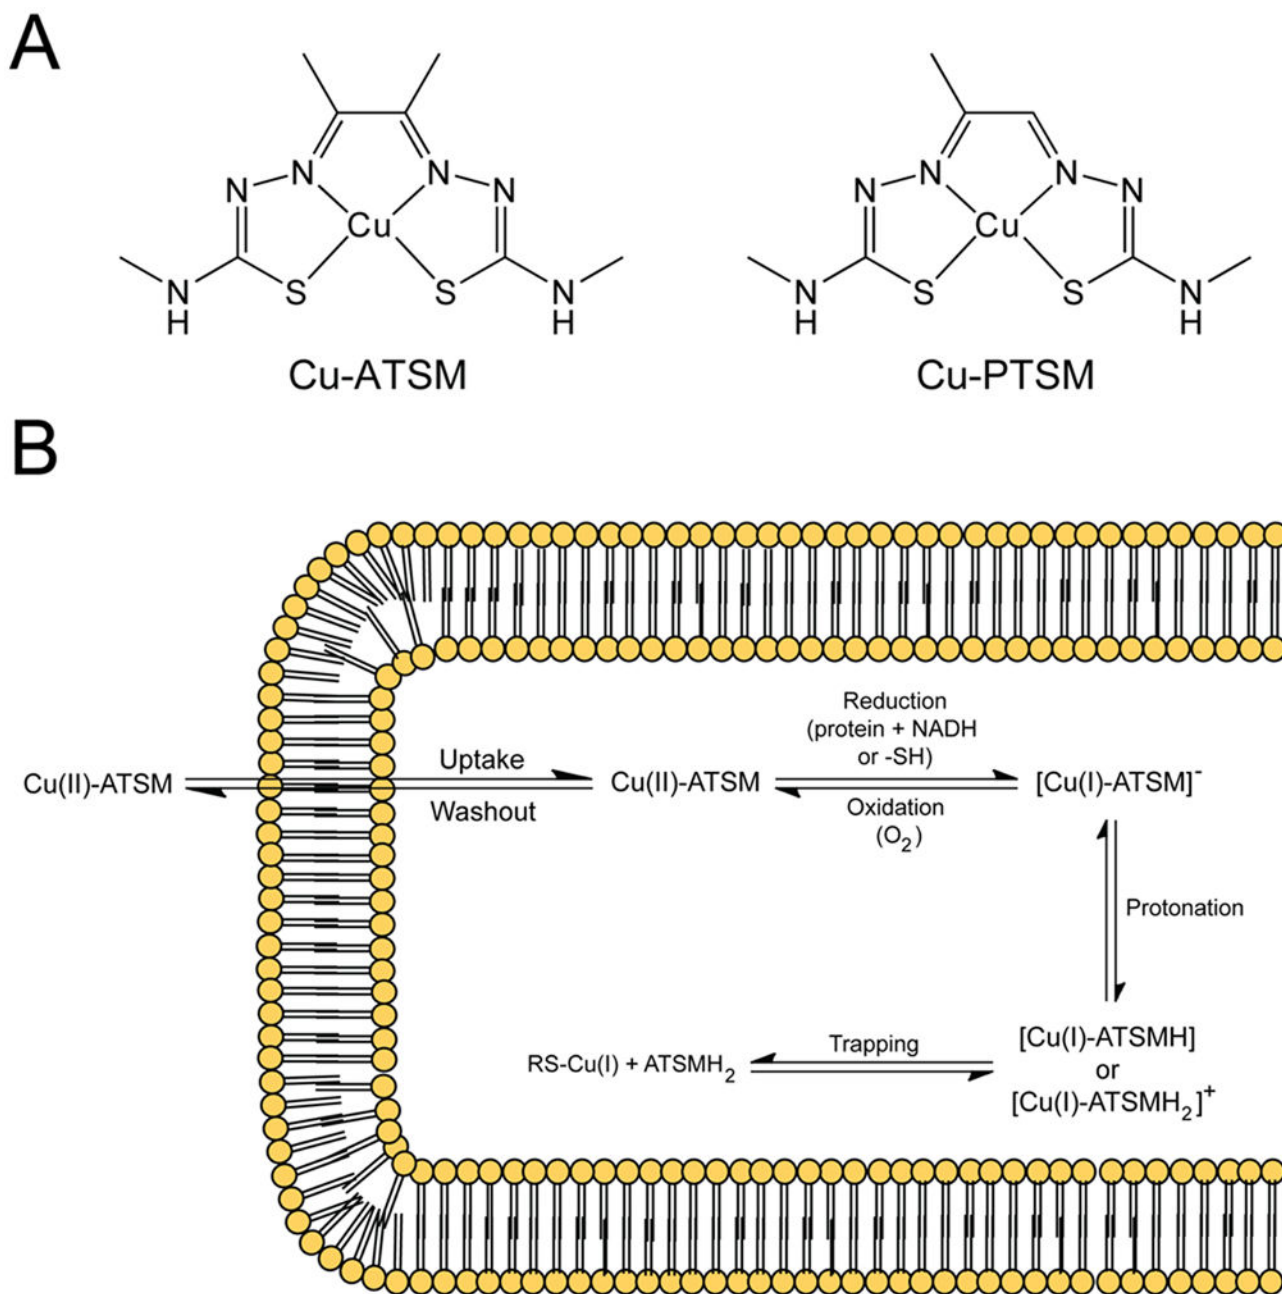 A
N
N
N
N
Cu
N
H
S
S
N
H
Cu-ATSM
N
N
N
N
Cu
N
H
S
S
N
H
Cu-PTSM
B
Cu(II)-ATSM
Uptake
Washout
Cu(II)-ATSM
Reduction
(protein + NADH
or -SH)
Oxidation
(O₂)
[Cu(I)-ATSM]⁻
Protonation
[Cu(I)-ATSMH]
or
[Cu(I)-ATSMH₂]⁺
Trapping
RS-Cu(I) + ATSMH₂